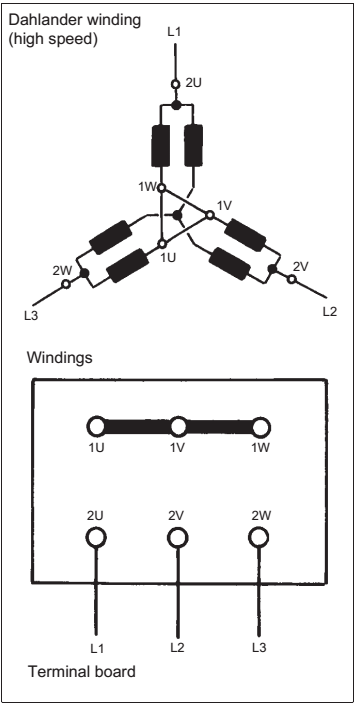 Dahlander winding
(high speed)
L1
2U
1W
1V
1U
2W
2V
L3
L2
Windings
1U 1V 1W
2U 2V 2W
L1 L2 L3
Terminal board